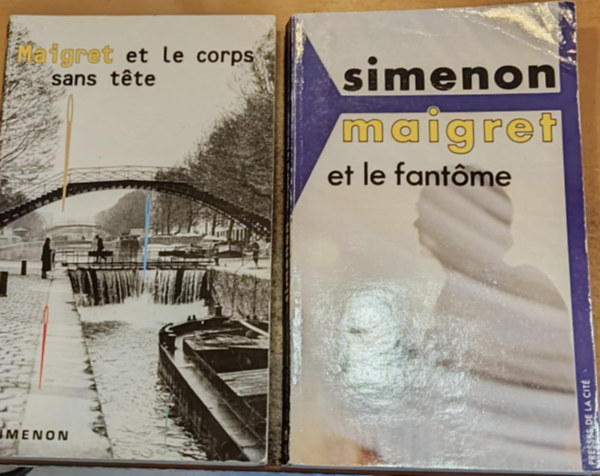 Maigret et le corps
sans tête
SIMENON
simenon
maigret
et le fantôme
PRESSES DE LA CITÉ